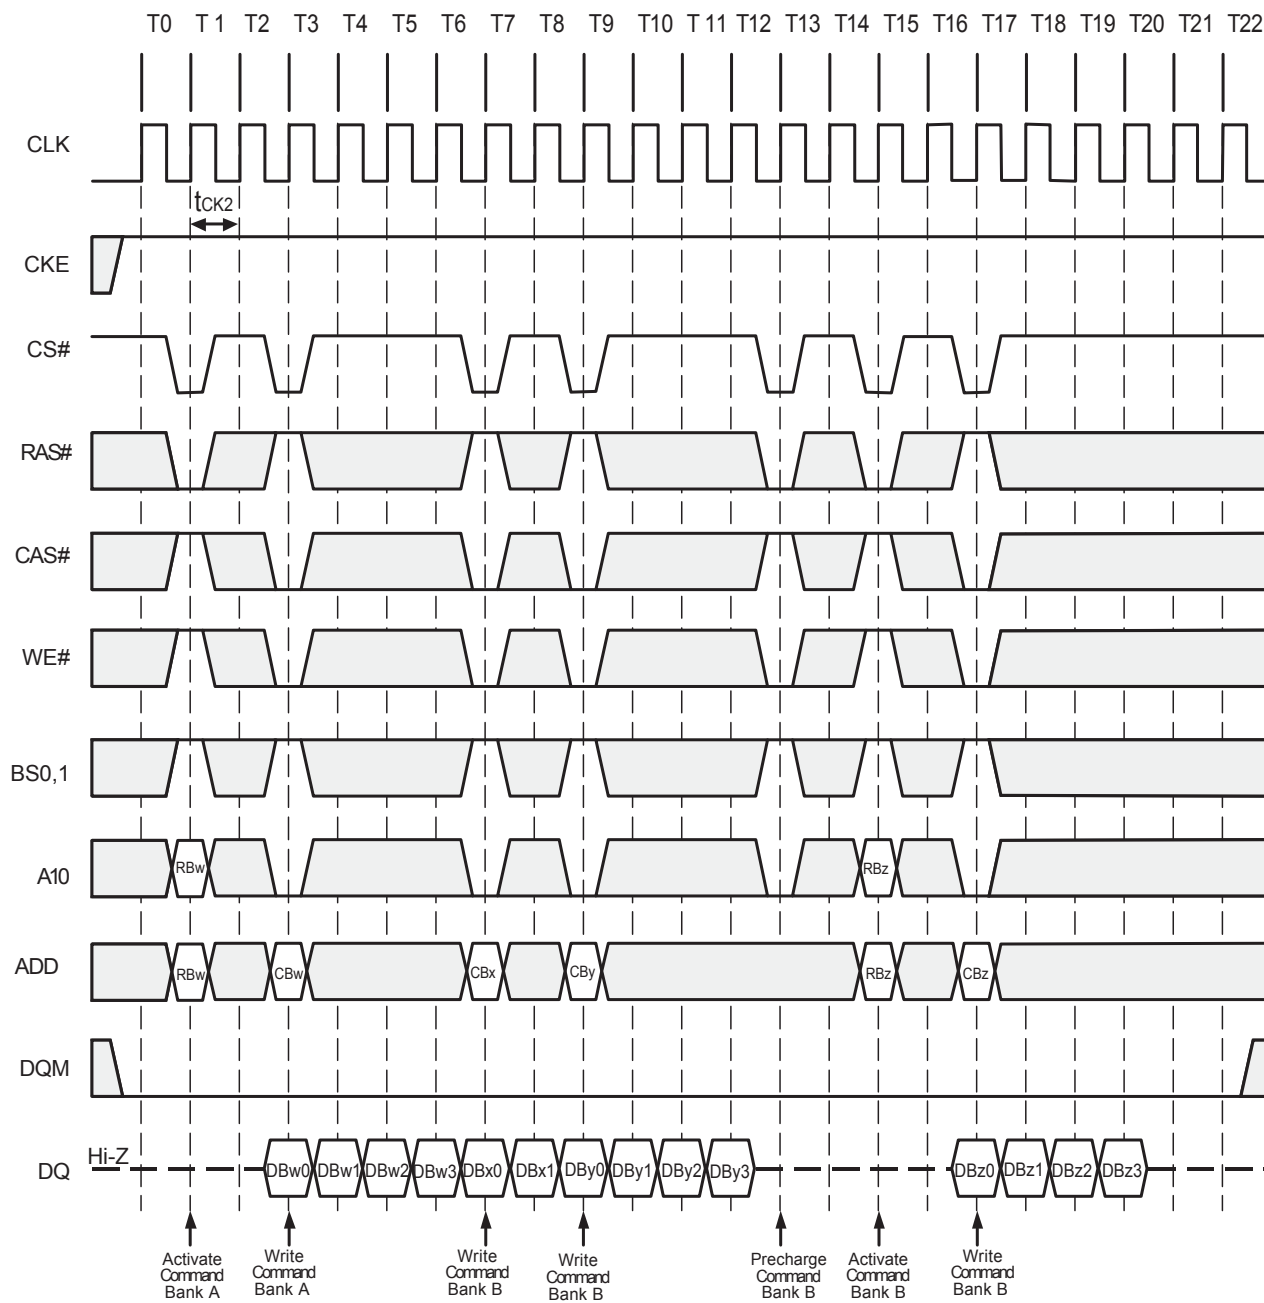 T0 T 1 T2 T3 T4 T5 T6 T7 T8 T9 T10 T 11 T12 T13 T14 T15 T16 T17 T18 T19 T20 T21 T22
CLK
tCK2
CKE
CS#
RAS#
CAS#
WE#
BS0,1
A10
RBw RBz
ADD
RBw CBw CBx CBy RBz CBz
DQM
Hi-Z
DQ
DBw0 DBw1 DBw2 DBw3 DBx0 DBx1 DBy0 DBy1 DBy2 DBy3 DBz0 DBz1 DBz2 DBz3
Activate
Command
Bank A
Write
Command
Bank A
Write
Command
Bank B
Write
Command
Bank B
Precharge
Command
Bank B
Activate
Command
Bank B
Write
Command
Bank B